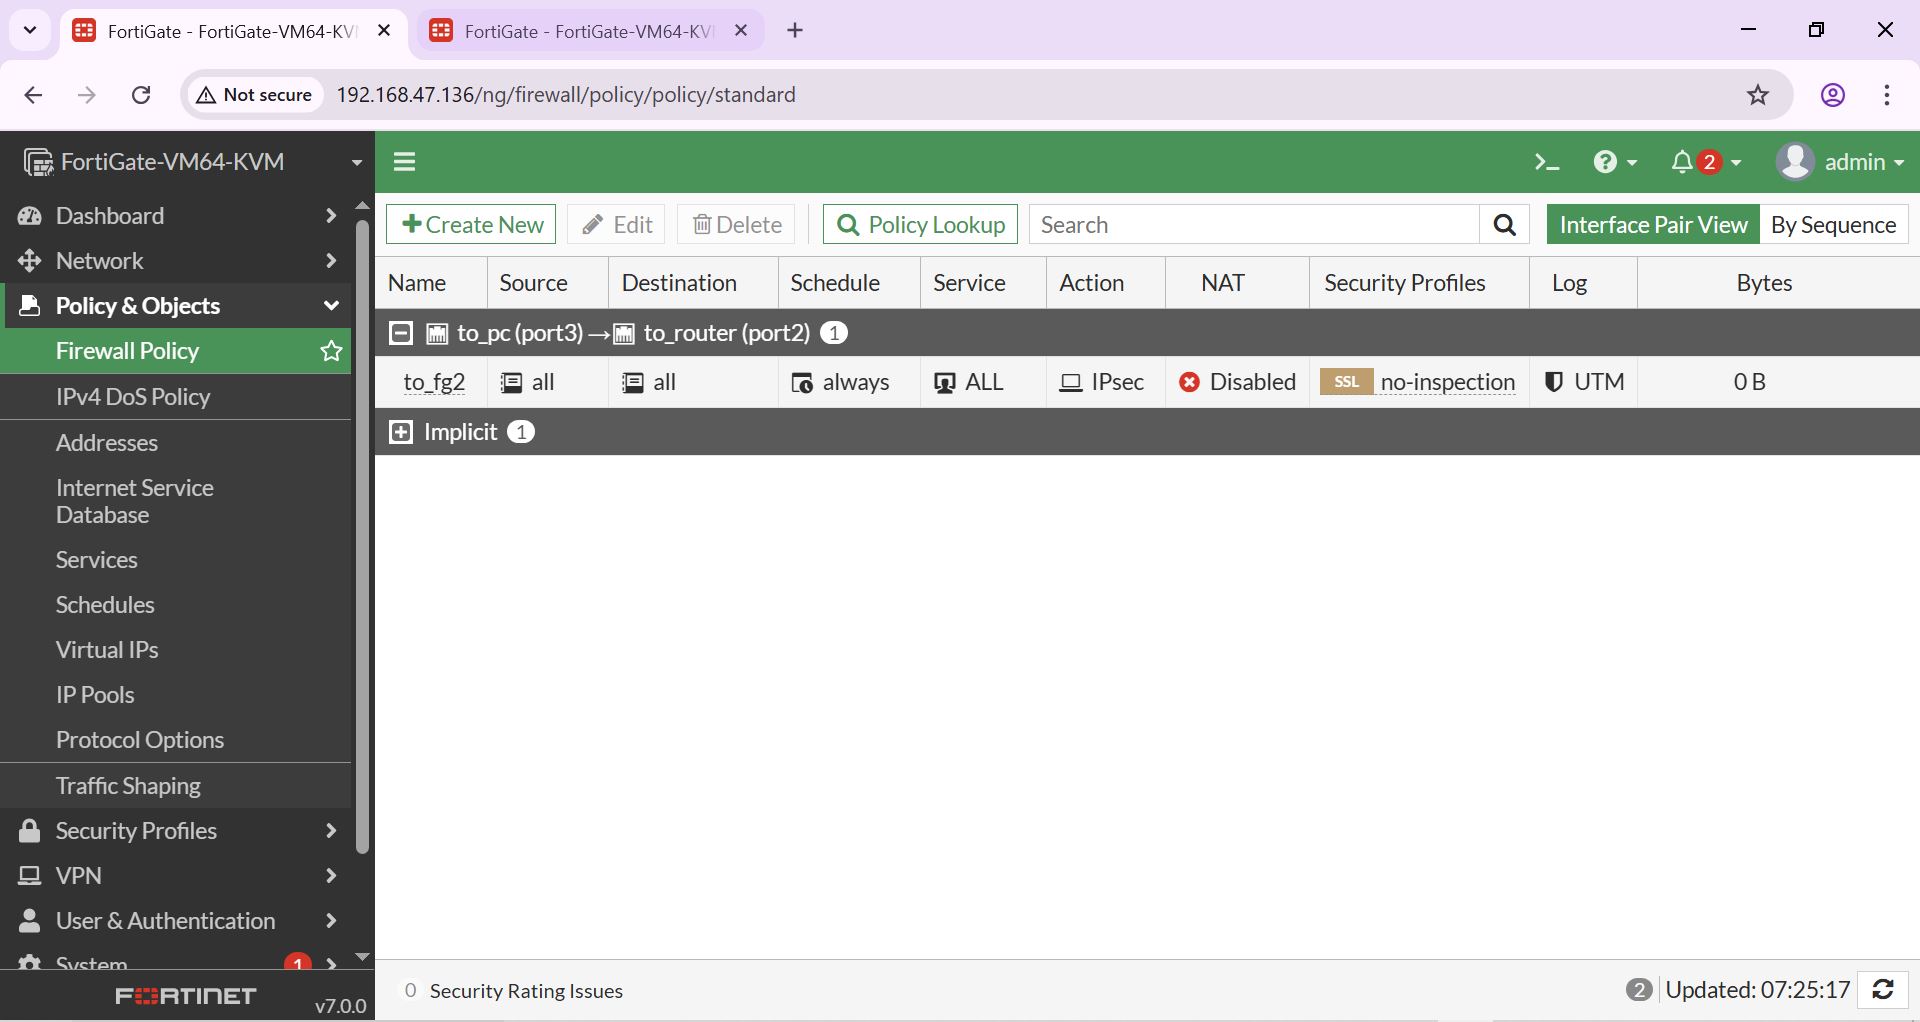 FortiGate - FortiGate-VM64-KV
FortiGate - FortiGate-VM64-KV
Not secure 192.168.47.136/ng/firewall/policy/policy/standard
FortiGate-VM64-KVM
2 admin
Dashboard
Network
Policy & Objects
Firewall Policy
IPv4 DoS Policy
Addresses
Internet Service
Database
Services
Schedules
Virtual IPs
IP Pools
Protocol Options
Traffic Shaping
Security Profiles
VPN
User & Authentication
System 1
FORTINET
v7.0.0
Create New Edit Delete Policy Lookup Search Interface Pair View By Sequence
Name Source Destination Schedule Service Action NAT Security Profiles Log Bytes
to_pc (port3) → to_router (port2) 1
to_fg2 all all always ALL IPsec Disabled SSL no-inspection UTM 0 B
Implicit 1
0 Security Rating Issues 2 Updated: 07:25:17